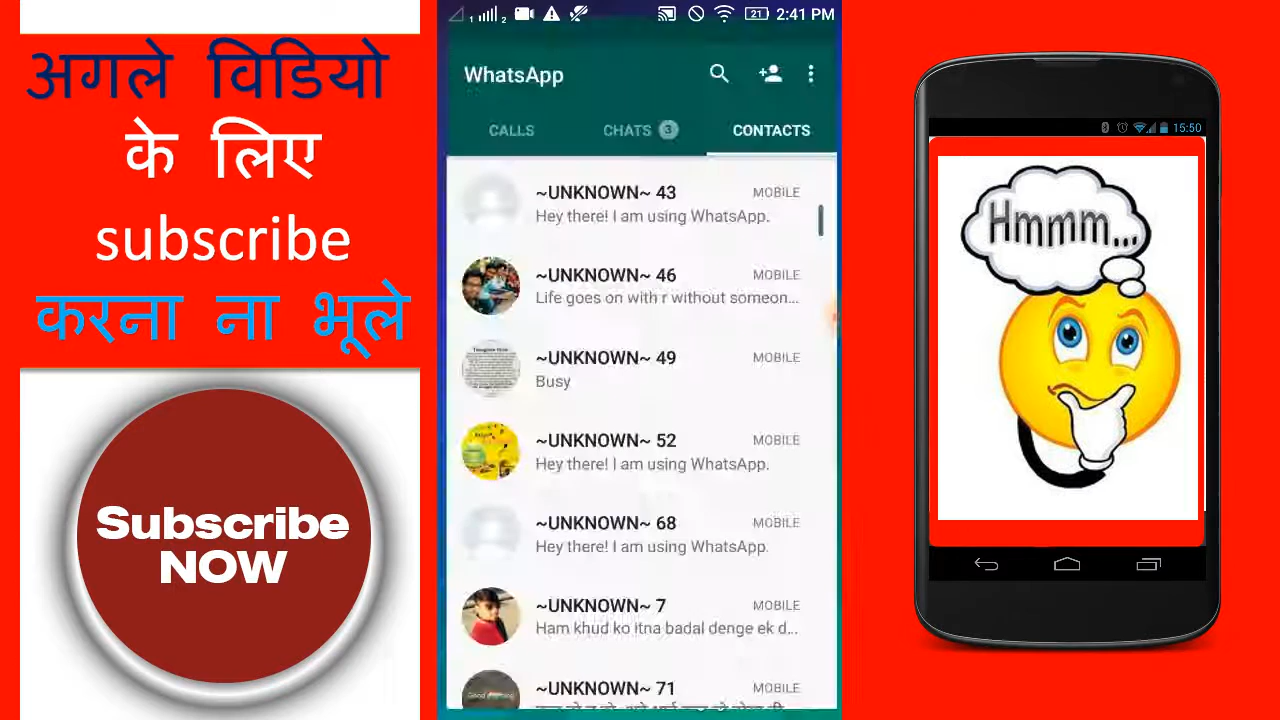 अगले विडियो
के लिए
subscribe
करना ना भूले
Subscribe
NOW
1 2 21 2:41 PM
WhatsApp
CALLS CHATS 3 CONTACTS
~UNKNOWN~ 43 MOBILE
Hey there! I am using WhatsApp.
~UNKNOWN~ 46 MOBILE
Life goes on with r without someon...
~UNKNOWN~ 49 MOBILE
Busy
~UNKNOWN~ 52 MOBILE
Hey there! I am using WhatsApp.
~UNKNOWN~ 68 MOBILE
Hey there! I am using WhatsApp.
~UNKNOWN~ 7 MOBILE
Ham khud ko itna badal denge ek d...
~UNKNOWN~ 71 MOBILE
15:50
Hmmm...